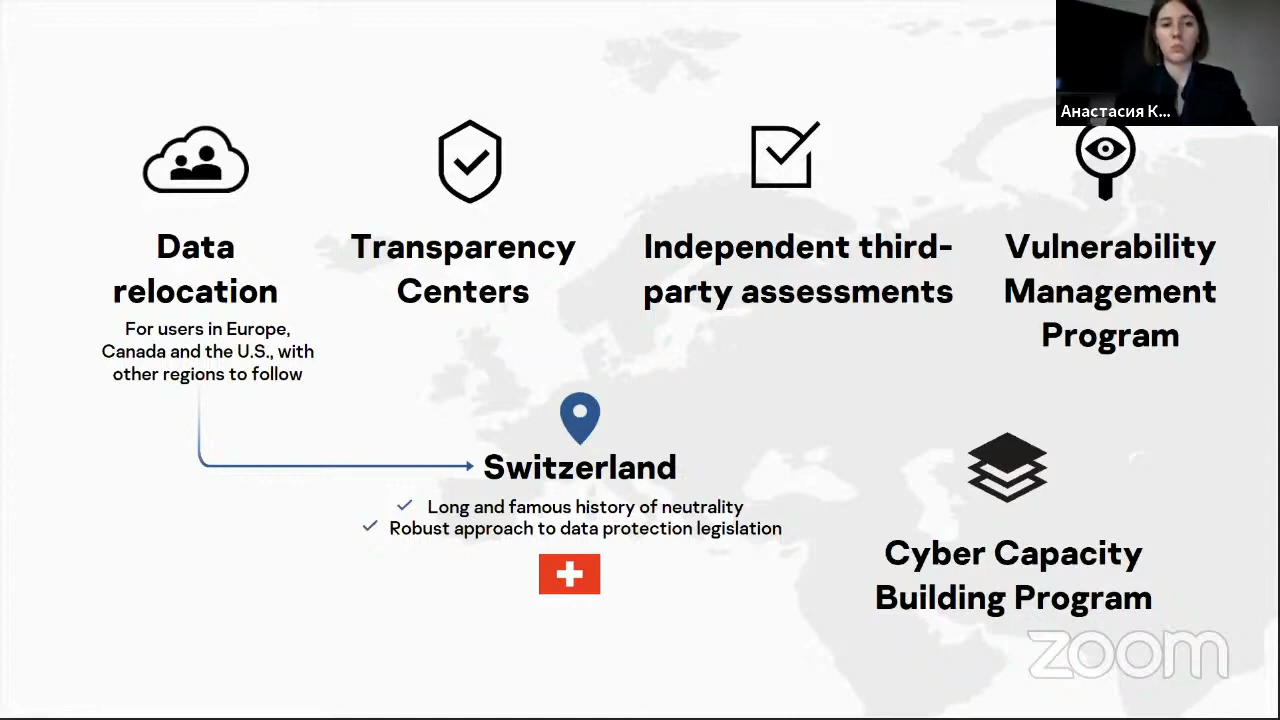 Анастасия К...
Data
relocation
For users in Europe,
Canada and the U.S., with
other regions to follow
Transparency
Centers
Independent third-
party assessments
Vulnerability
Management
Program
Switzerland
Long and famous history of neutrality
Robust approach to data protection legislation
Cyber Capacity
Building Program
zoom